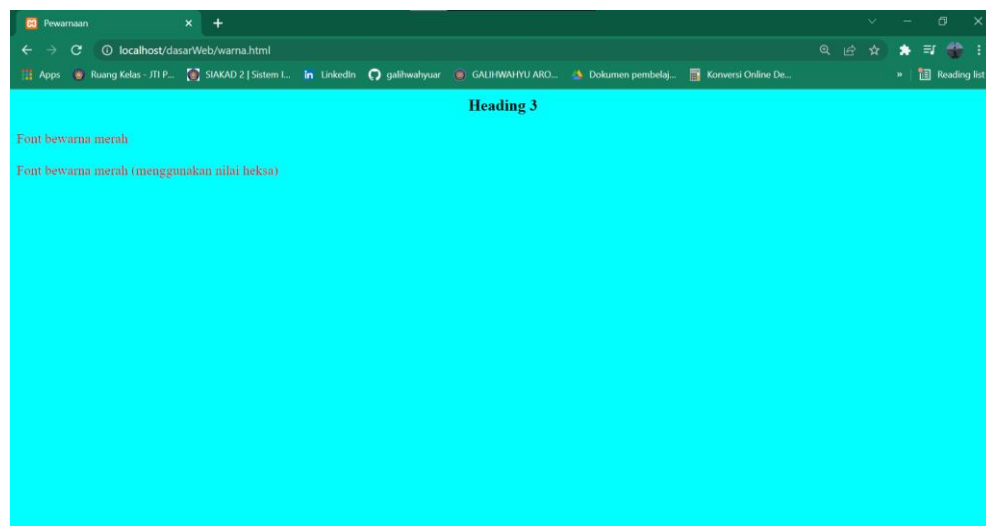 Pewarnaan
localhost/dasarWeb/warna.html
Apps Ruang Kelas - JTI P... SIAKAD 2 | Sistem I... in LinkedIn galihwahyuar GALIHWAHYU ARO... Dokumen pembelaj... Konversi Online De... » Reading list
Heading 3
Font bewarna merah
Font bewarna merah (menggunakan nilai heksa)